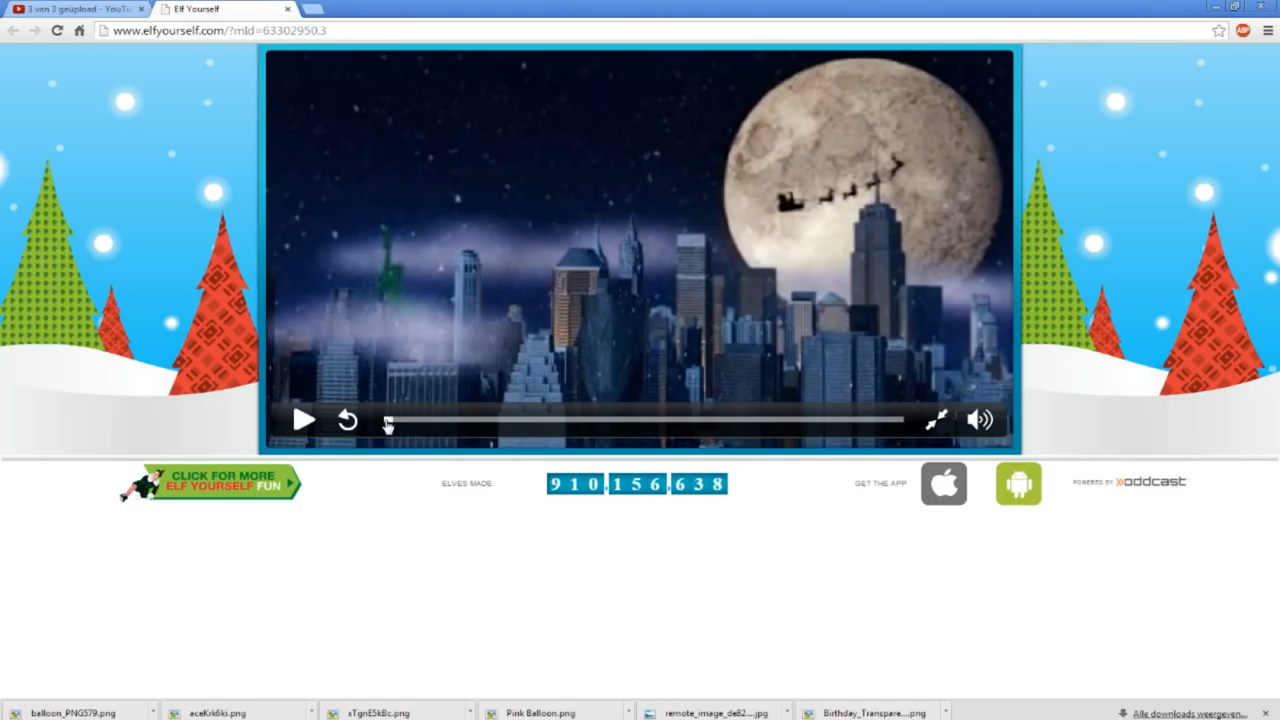 3 van 3 geüpload - YouTu
Elf Yourself
www.elfyourself.com/?mId=63302950.3
ABP
CLICK FOR MORE
ELF YOURSELF FUN
ELVES MADE
910,156,638
GET THE APP
POWERED BY oddcast
balloon_PNG579.png
aceKrk6ki.png
xTgnE5kBc.png
Pink Balloon.png
remote_image_de82....jpg
Birthday_Transpare....png
Alle downloads weergeven...